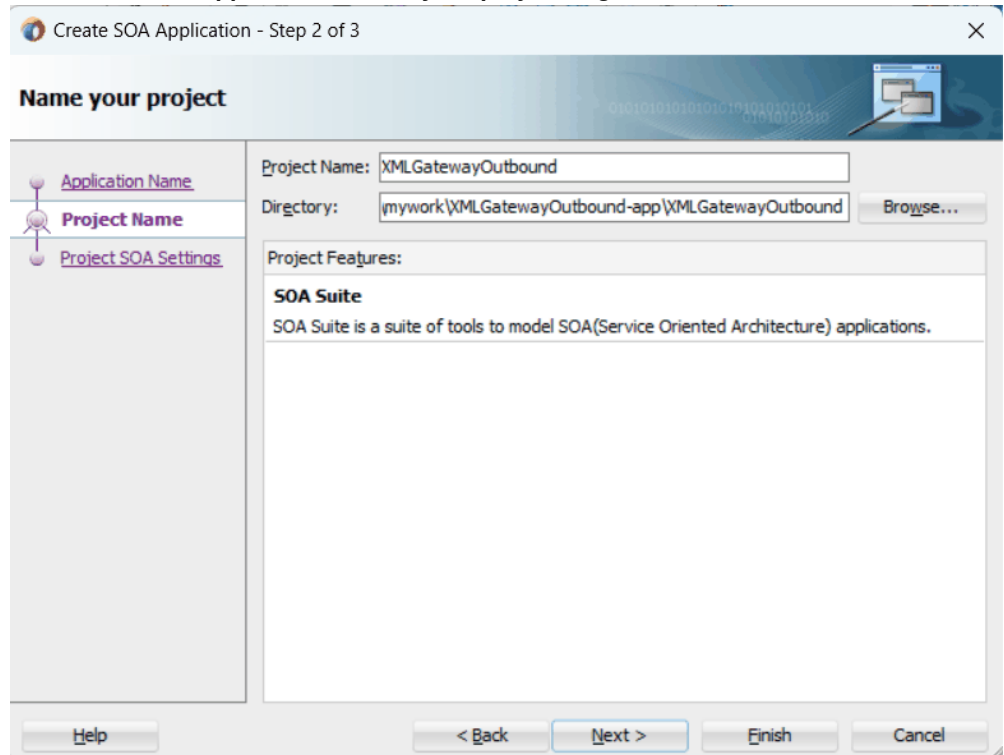 Create SOA Application - Step 2 of 3
Name your project
Application Name
Project Name
Project SOA Settings
Project Name: XMLGatewayOutbound
Directory: mywork\XMLGatewayOutbound-app\XMLGatewayOutbound Browse...
Project Features:
SOA Suite
SOA Suite is a suite of tools to model SOA(Service Oriented Architecture) applications.
Help < Back Next > Finish Cancel